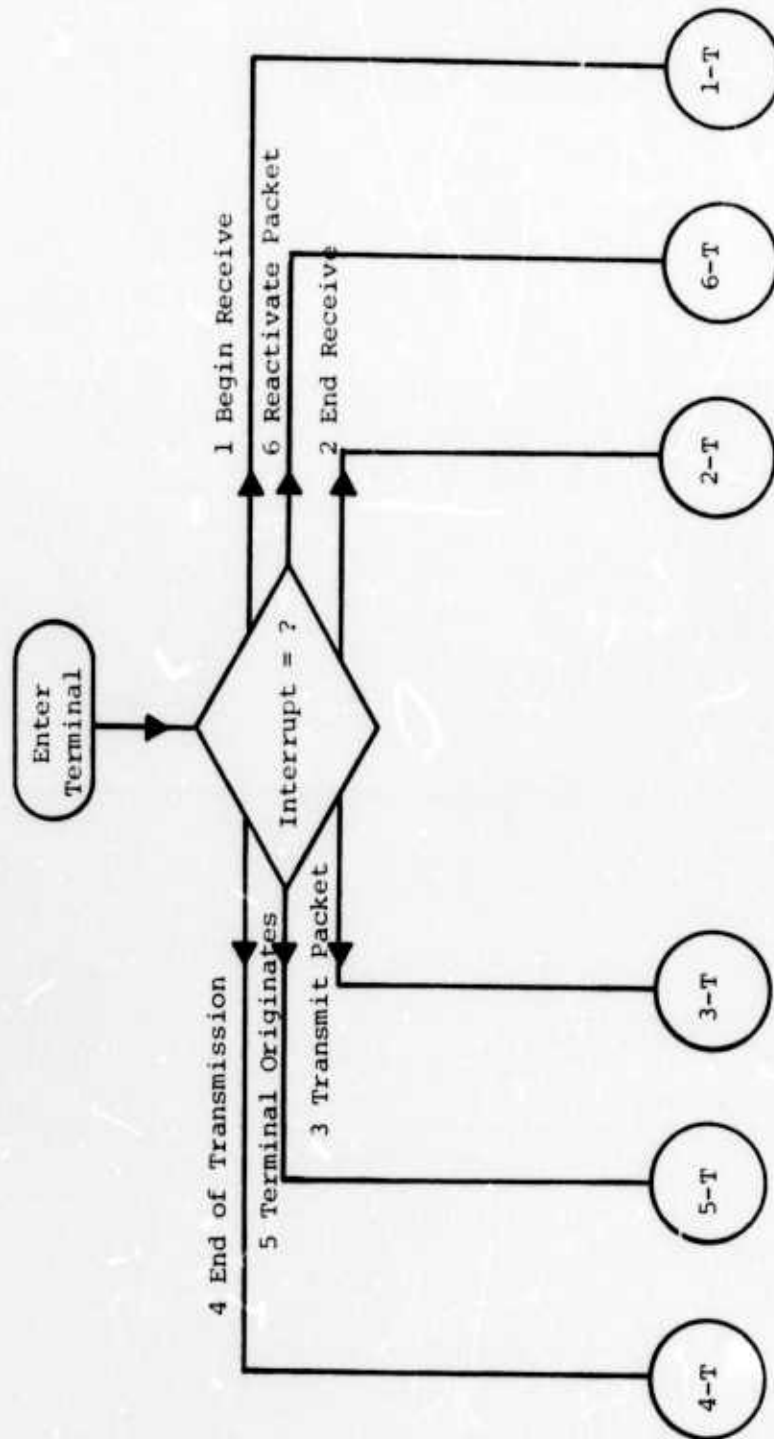 Enter
Terminal
Interrupt = ?
4 End of Transmission
5 Terminal Originates
3 Transmit Packet
1 Begin Receive
6 Reactivate Packet
2 End Receive
4-T
5-T
3-T
2-T
6-T
1-T